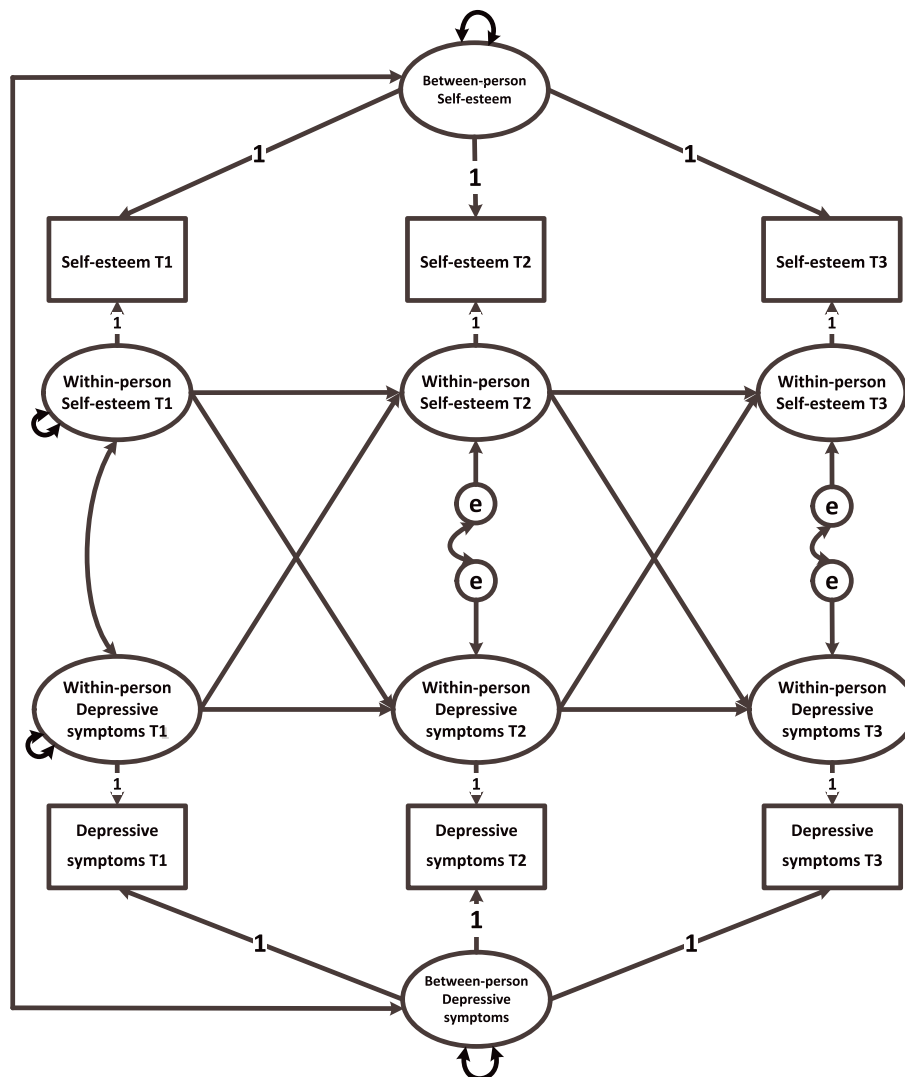 Between-person
Self-esteem
1
1
1
Self-esteem T1
Self-esteem T2
Self-esteem T3
1
1
1
Within-person
Self-esteem T1
Within-person
Self-esteem T2
Within-person
Self-esteem T3
e
e
e
e
Within-person
Depressive
symptoms T1
Within-person
Depressive
symptoms T2
Within-person
Depressive
symptoms T3
1
1
1
Depressive
symptoms T1
Depressive
symptoms T2
Depressive
symptoms T3
1
1
1
Between-person
Depressive
symptoms